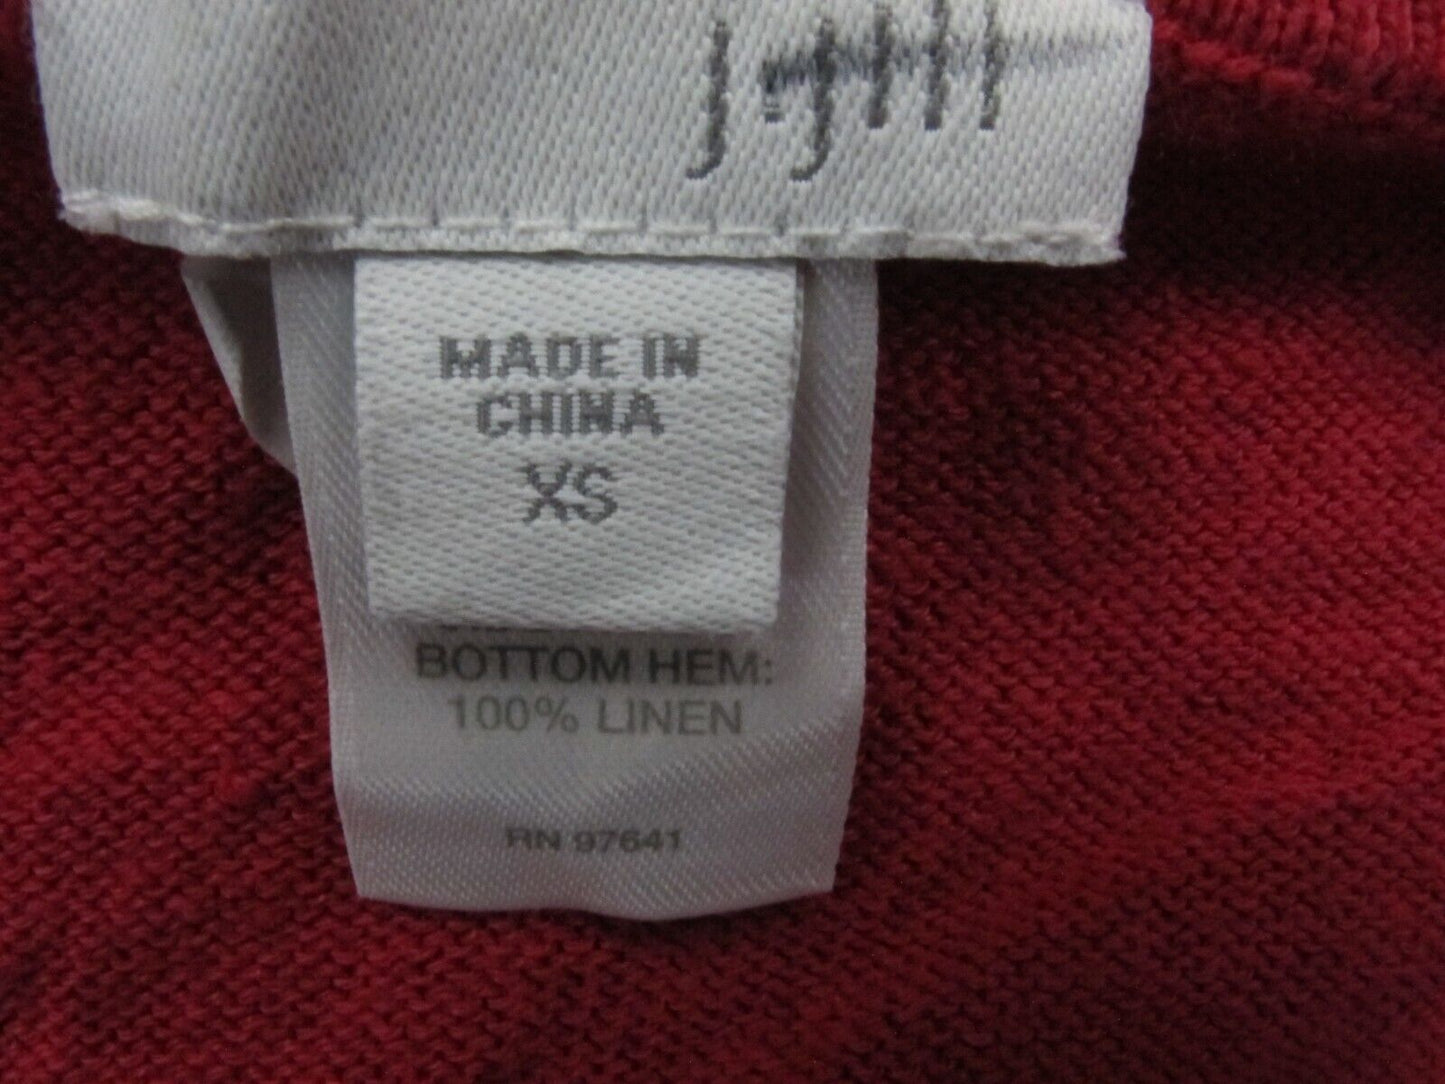 j.jill
MADE IN
CHINA
XS
BOTTOM HEM:
100% LINEN
RN 97641